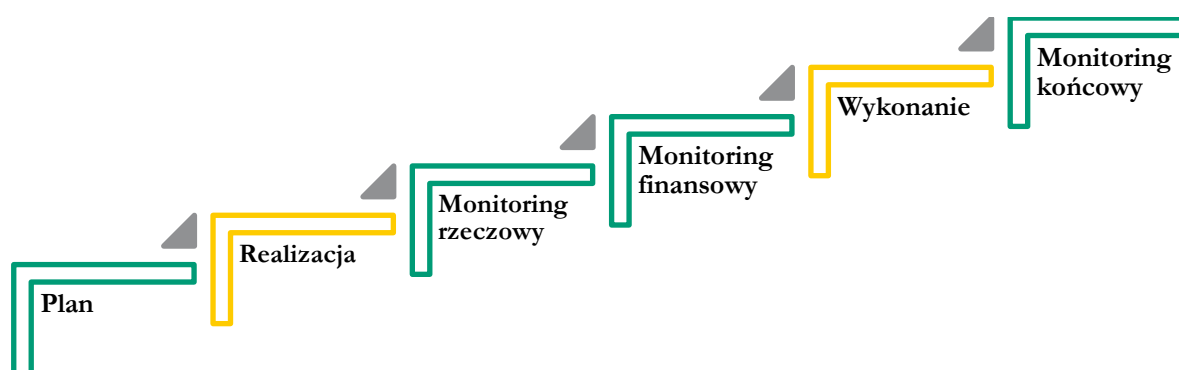 Plan
Realizacja
Monitoring
rzeczowy
Monitoring
finansowy
Wykonanie
Monitoring
końcowy